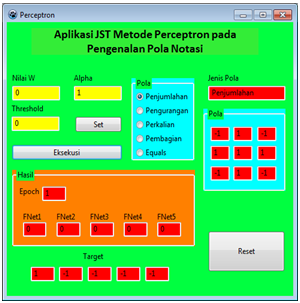 Perceptron
Aplikasi JST Metode Perceptron pada
Pengenalan Pola Notasi
Nilai W
Alpha
0
1
Threshold
0
Set
Eksekusi
Pola
Penjumlahan
Pengurangan
Perkalian
Pembagian
Equals
Jenis Pola
Penjumlahan
Pola
-1 1 -1
1 1 1
-1 1 -1
Hasil
Epoch 1
FNet1 FNet2 FNet3 FNet4 FNet5
0 0 0 0 0
Target
-1 -1 -1 -1
Reset